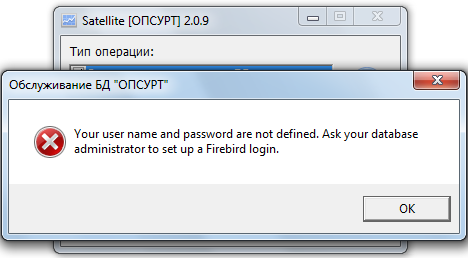 Satellite [ОПСУРТ] 2.0.9
Тип операции:
Обслуживание БД "ОПСУРТ"
Your user name and password are not defined. Ask your database
administrator to set up a Firebird login.
OK